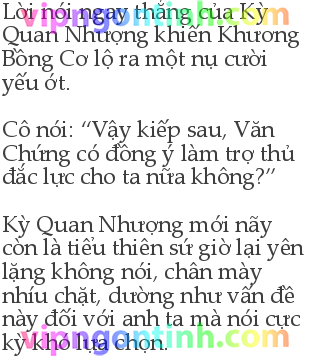 Lời nói ngay thẳng của Kỳ
Quan Nhượng khiến Khương
Bồng Cơ lộ ra một nụ cười
yếu ớt.
Cô nói: “Vậy kiếp sau, Văn
Chứng có đồng ý làm trợ thủ
đắc lực cho ta nữa không?”
Kỳ Quan Nhượng mới nãy
còn là tiểu thiên sứ giờ lại yên
lặng không nói, chân mày
nhíu chặt, dường như vấn đề
này đối với anh ta mà nói cực
kỳ khó lựa chọn.
vipngontinh.com
vipngontinh.com